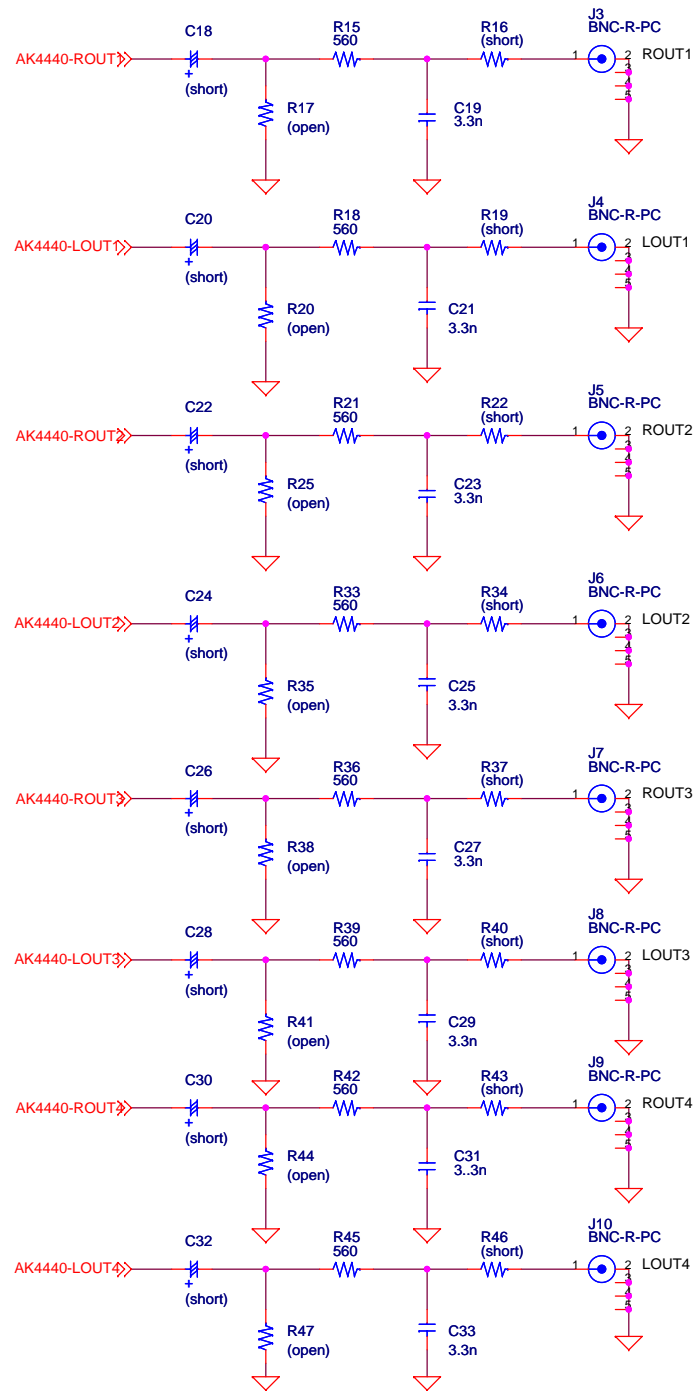 C18
R15
560
R16
(short)
J3
BNC-R-PC
AK4440-ROUT1
+
(short)
R17
(open)
C19
3.3n
1
2
3
4
5
ROUT1
C20
R18
560
R19
(short)
J4
BNC-R-PC
AK4440-LOUT1
+
(short)
R20
(open)
C21
3.3n
1
2
3
4
5
LOUT1
C22
R21
560
R22
(short)
J5
BNC-R-PC
AK4440-ROUT2
+
(short)
R25
(open)
C23
3.3n
1
2
3
4
5
ROUT2
C24
R33
560
R34
(short)
J6
BNC-R-PC
AK4440-LOUT2
+
(short)
R35
(open)
C25
3.3n
1
2
3
4
5
LOUT2
C26
R36
560
R37
(short)
J7
BNC-R-PC
AK4440-ROUT3
+
(short)
R38
(open)
C27
3.3n
1
2
3
4
5
ROUT3
C28
R39
560
R40
(short)
J8
BNC-R-PC
AK4440-LOUT3
+
(short)
R41
(open)
C29
3.3n
1
2
3
4
5
LOUT3
C30
R42
560
R43
(short)
J9
BNC-R-PC
AK4440-ROUT4
+
(short)
R44
(open)
C31
3..3n
1
2
3
4
5
ROUT4
C32
R45
560
R46
(short)
J10
BNC-R-PC
AK4440-LOUT4
+
(short)
R47
(open)
C33
3.3n
1
2
3
4
5
LOUT4